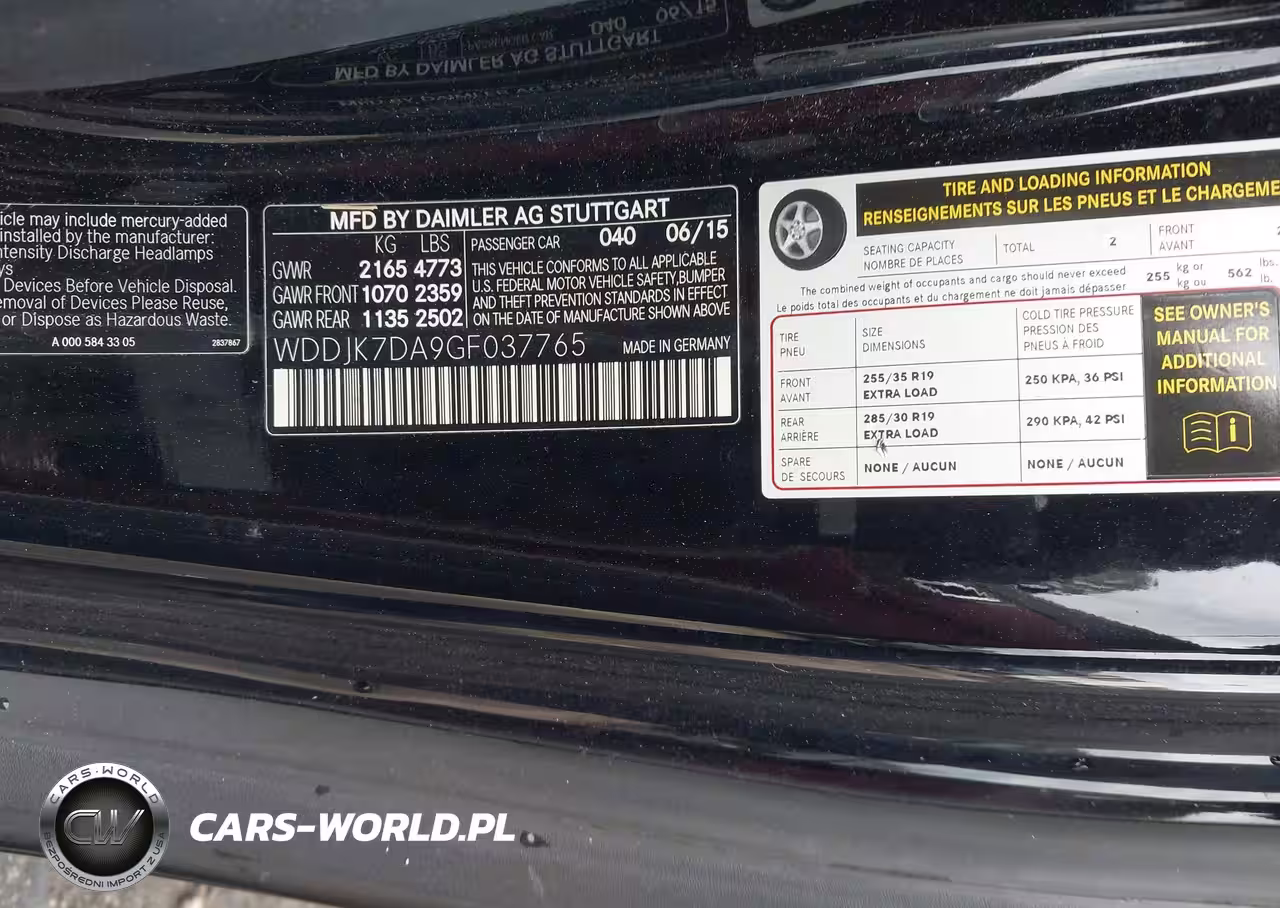 icle may include mercury-added
installed by the manufacturer:
ntensity Discharge Headlamps
ys
Devices Before Vehicle Disposal.
emoval of Devices Please Reuse,
or Dispose as Hazardous Waste.
A 000 584 33 05 2837867
MFD BY DAIMLER AG STUTTGART
KG LBS
GVWR 2165 4773
GAWR FRONT 1070 2359
GAWR REAR 1135 2502
PASSENGER CAR 040 06/15
THIS VEHICLE CONFORMS TO ALL APPLICABLE
U.S. FEDERAL MOTOR VEHICLE SAFETY,BUMPER
AND THEFT PREVENTION STANDARDS IN EFFECT
ON THE DATE OF MANUFACTURE SHOWN ABOVE
WDDJK7DA9GF037765 MADE IN GERMANY
TIRE AND LOADING INFORMATION
RENSEIGNEMENTS SUR LES PNEUS ET LE CHARGEME
SEATING CAPACITY
NOMBRE DE PLACES
TOTAL 2
FRONT
AVANT
The combined weight of occupants and cargo should never exceed
Le poids total des occupants et du chargement ne doit jamais dépasser
255 kg or
kg ou
562 lbs.
lb.
TIRE
PNEU
SIZE
DIMENSIONS
COLD TIRE PRESSURE
PRESSION DES
PNEUS À FROID
FRONT
AVANT
255/35 R19
EXTRA LOAD
250 KPA, 36 PSI
REAR
ARRIÈRE
285/30 R19
EXTRA LOAD
290 KPA, 42 PSI
SPARE
DE SECOURS
NONE / AUCUN
NONE / AUCUN
SEE OWNER'S
MANUAL FOR
ADDITIONAL
INFORMATION
CARS-WORLD
CW
BEZPOŚREDNI IMPORT Z USA
CARS-WORLD.PL